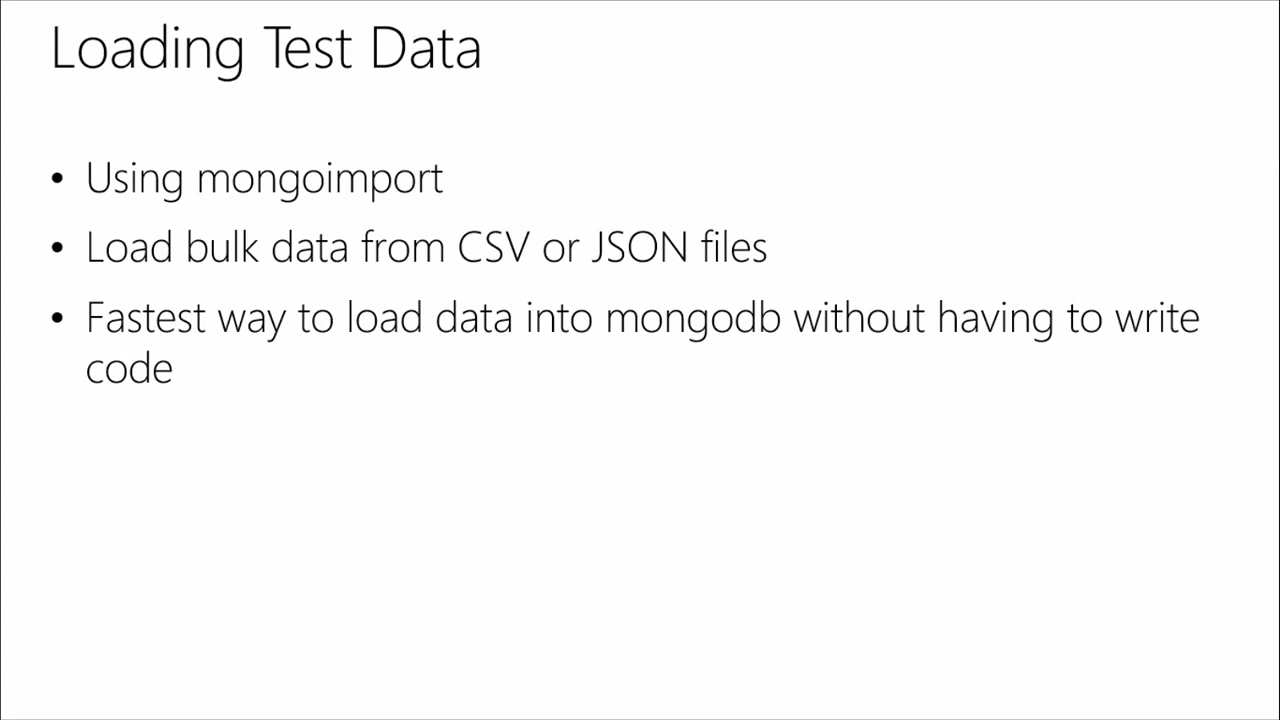 Loading Test Data
• Using mongoimport
• Load bulk data from CSV or JSON files
• Fastest way to load data into mongodb without having to write
code